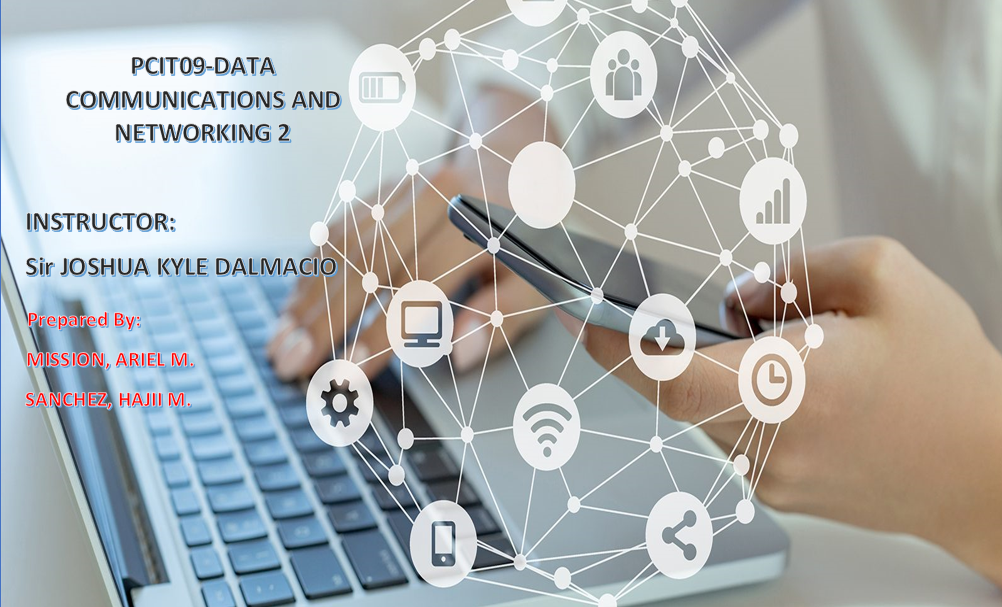 PCIT09-DATA
COMMUNICATIONS AND
NETWORKING 2
INSTRUCTOR:
Sir JOSHUA KYLE DALMACIO
Prepared By:
MISSION, ARIEL M.
SANCHEZ, HAJII M.